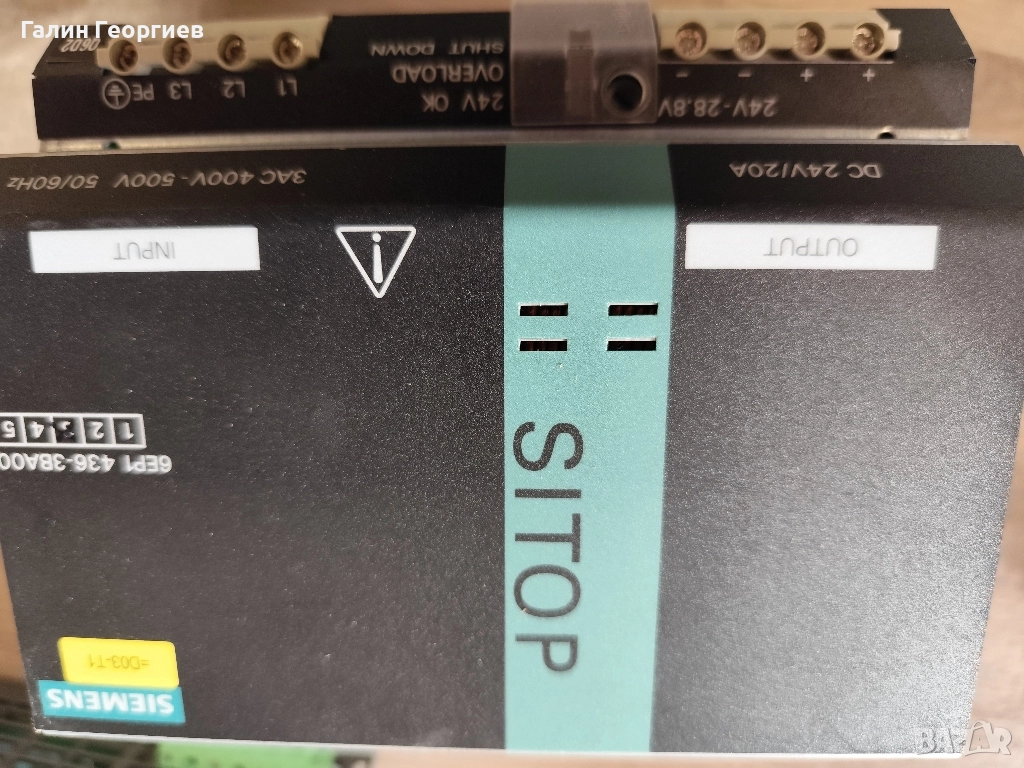 Галин Георгиев
SIEMENS
=D03-T1
6EP1 436-3BA00
1 2 3 4 5
SITOP
OUTPUT
INPUT
DC 24V/20A
3AC 400V-500V 50/60Hz
24V-28.8V
24V OK
OVERLOAD
SHUT DOWN
+ + - -
L1 L2 L3 PE
BAZAR